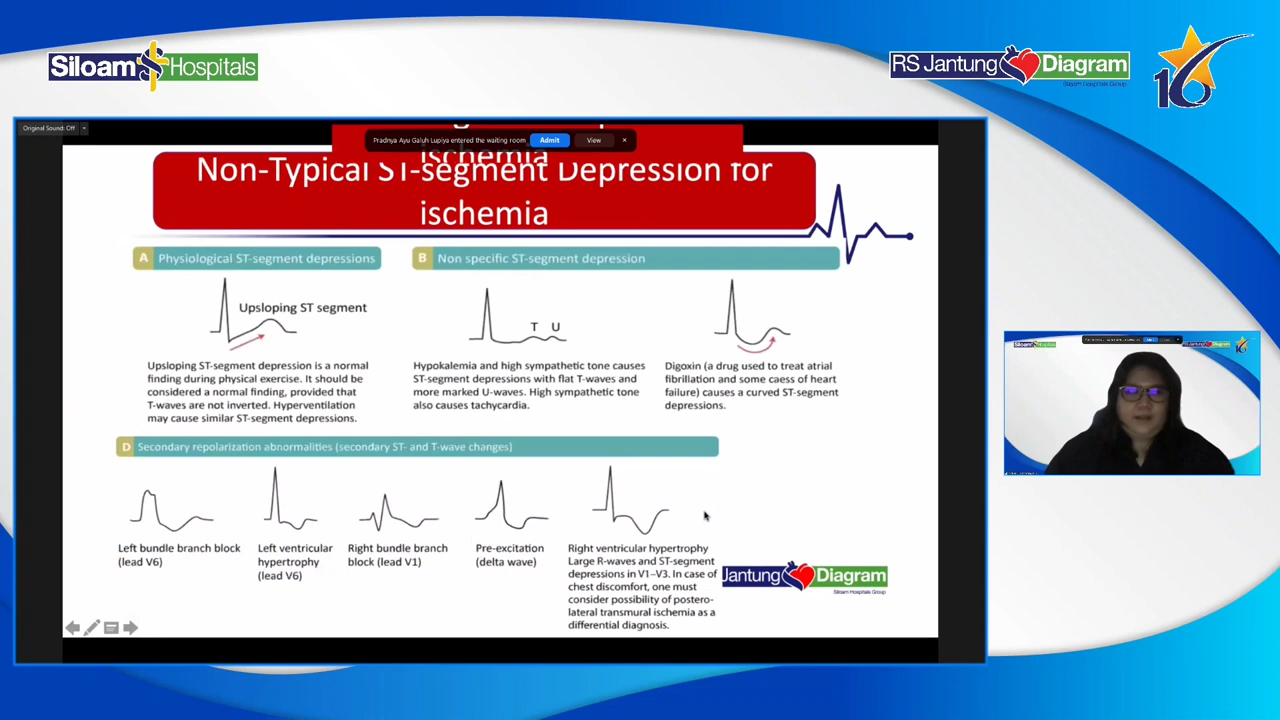 Siloam Hospitals
RS Jantung Diagram
Siloam Hospitals Group
16
Original Sound: Off
Pradnya Ayu Galuh Lupiya entered the waiting room
Admit
View
ischemia
Non-Typical ST-segment Depression for
ischemia
A Physiological ST-segment depressions
B Non specific ST-segment depression
Upsloping ST segment
T U
Upsloping ST-segment depression is a normal
finding during physical exercise. It should be
considered a normal finding, provided that
T-waves are not inverted. Hyperventilation
may cause similar ST-segment depressions.
Hypokalemia and high sympathetic tone causes
ST-segment depressions with flat T-waves and
more marked U-waves. High sympathetic tone
also causes tachycardia.
Digoxin (a drug used to treat atrial
fibrillation and some caess of heart
failure) causes a curved ST-segment
depressions.
D Secondary repolarization abnormalities (secondary ST- and T-wave changes)
Left bundle branch block
(lead V6)
Left ventricular
hypertrophy
(lead V6)
Right bundle branch
block (lead V1)
Pre-excitation
(delta wave)
Right ventricular hypertrophy
Large R-waves and ST-segment
depressions in V1–V3. In case of
chest discomfort, one must
consider possibility of postero-
lateral transmural ischemia as a
differential diagnosis.
Jantung Diagram
Siloam Hospitals Group